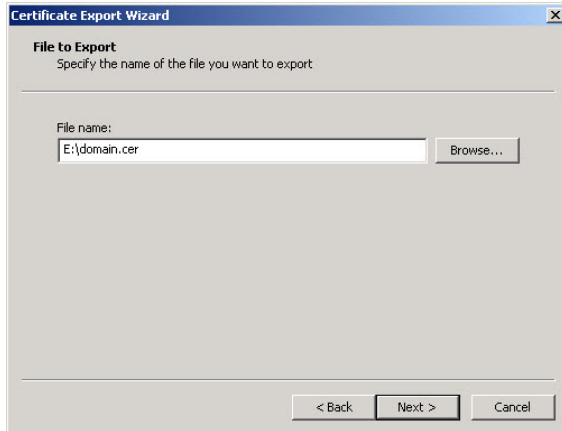 Certificate Export Wizard
File to Export
Specify the name of the file you want to export
File name:
E:\domain.cer
Browse...
< Back
Next >
Cancel